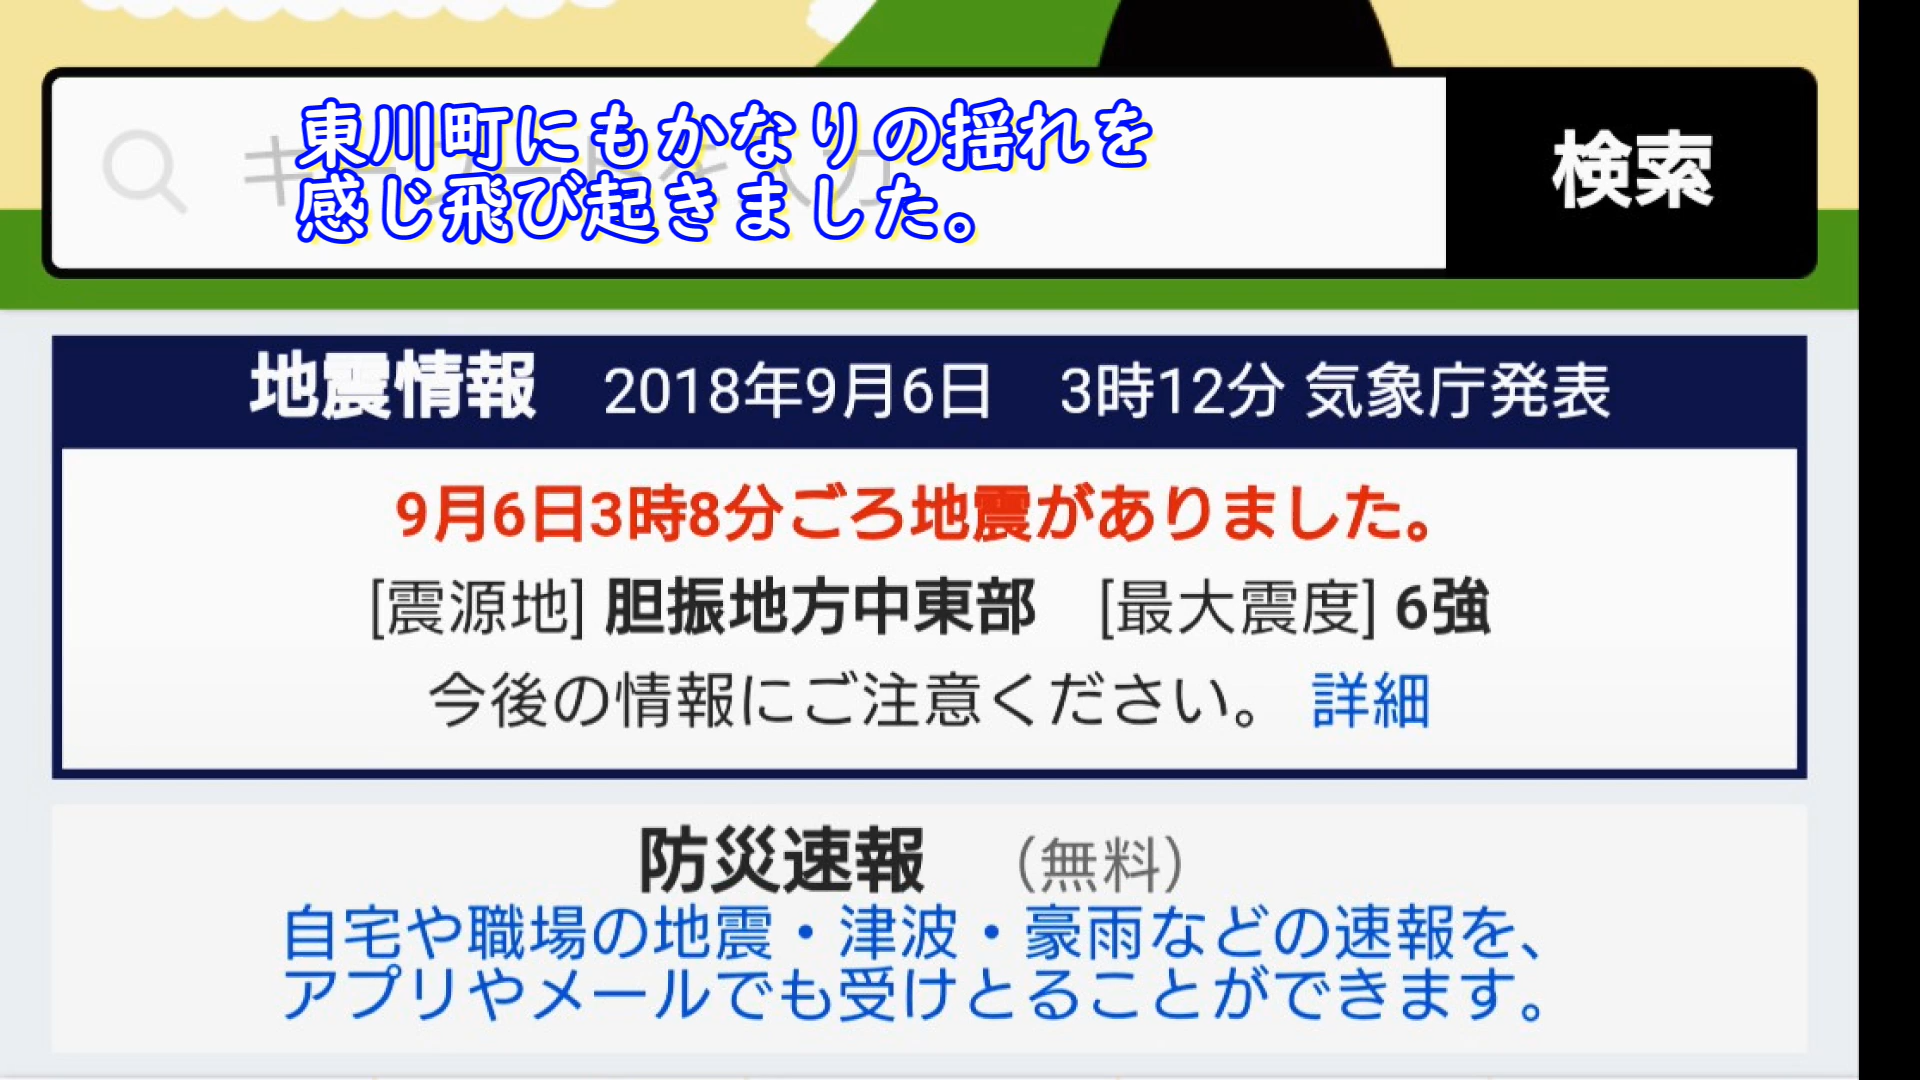 東川町にもかなりの揺れを
感じ飛び起きました。
検索
地震情報 2018年9月6日 3時12分 気象庁発表
9月6日3時8分ごろ地震がありました。
[震源地] 胆振地方中東部 [最大震度] 6強
今後の情報にご注意ください。 詳細
防災速報 （無料）
自宅や職場の地震・津波・豪雨などの速報を、
アプリやメールでも受けとることができます。